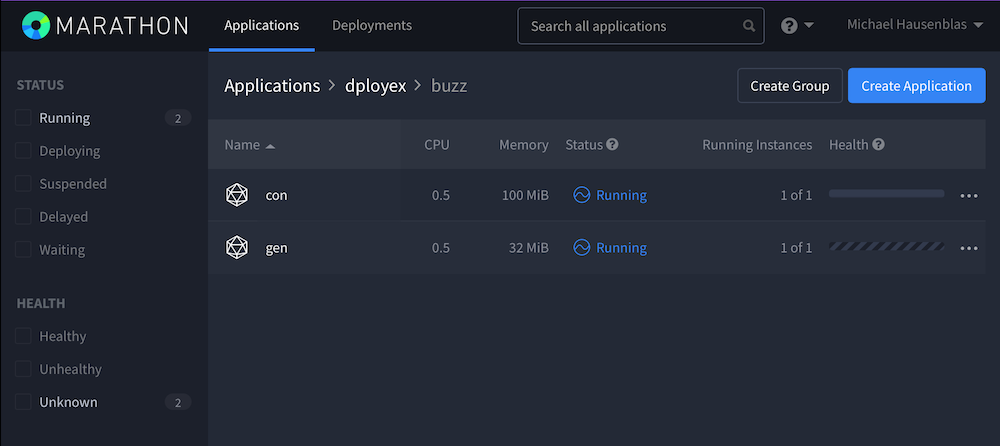 MARATHON Applications Deployments Search all applications ? Michael Hausenblas
STATUS
Running 2
Deploying
Suspended
Delayed
Waiting
HEALTH
Healthy
Unhealthy
Unknown 2
Applications > dployex > buzz Create Group Create Application
Name CPU Memory Status ? Running Instances Health ?
con 0.5 100 MiB Running 1 of 1
gen 0.5 32 MiB Running 1 of 1